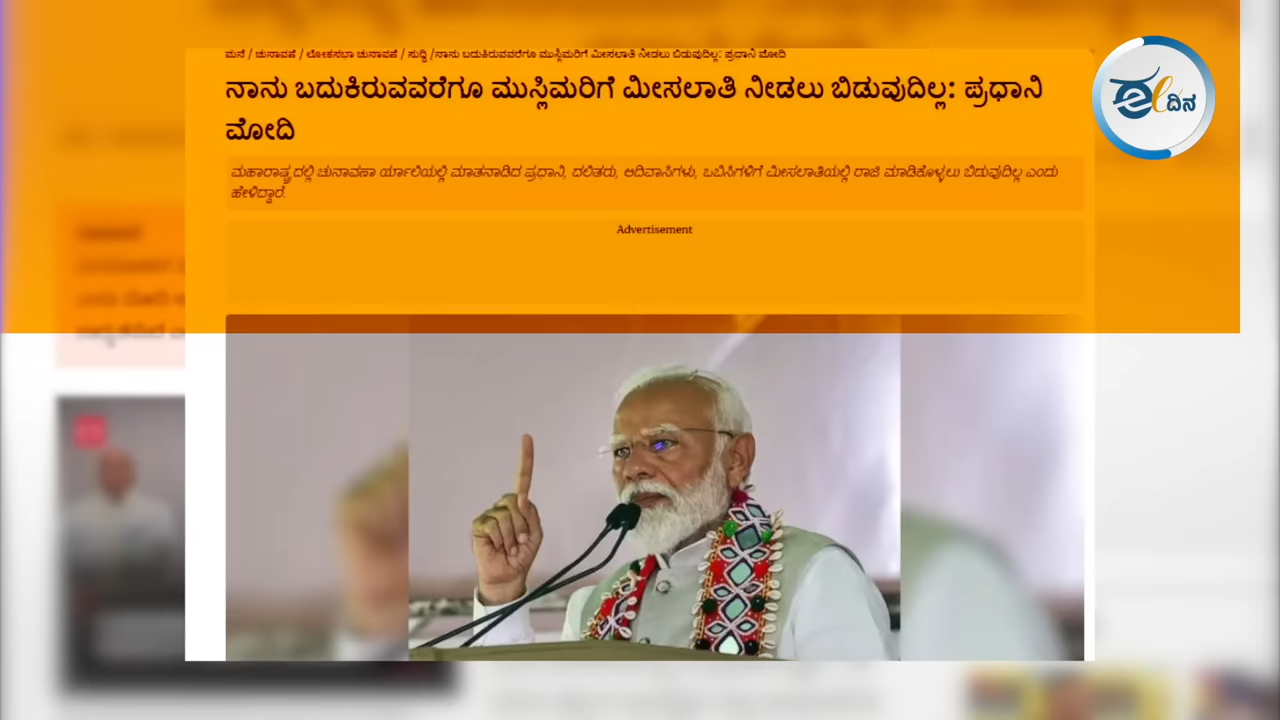 ಮನೆ / ಚುನಾವಣೆ / ಲೋಕಸಭಾ ಚುನಾವಣೆ / ಸುದ್ದಿ /ನಾನು ಬದುಕಿರುವವರೆಗೂ ಮುಸ್ಲಿಮರಿಗೆ ಮೀಸಲಾತಿ ನೀಡಲು ಬಿಡುವುದಿಲ್ಲ: ಪ್ರಧಾನಿ ಮೋದಿ
ನಾನು ಬದುಕಿರುವವರೆಗೂ ಮುಸ್ಲಿಮರಿಗೆ ಮೀಸಲಾತಿ ನೀಡಲು ಬಿಡುವುದಿಲ್ಲ: ಪ್ರಧಾನಿ
ಮೋದಿ
ಈ ದಿನ
ಮಹಾರಾಷ್ಟ್ರದಲ್ಲಿ ಚುನಾವಣಾ ರ್ಯಾಲಿಯಲ್ಲಿ ಮಾತನಾಡಿದ ಪ್ರಧಾನಿ, ದಲಿತರು, ಆದಿವಾಸಿಗಳು, ಒಬಿಸಿಗಳಿಗೆ ಮೀಸಲಾತಿಯಲ್ಲಿ ರಾಜಿ ಮಾಡಿಕೊಳ್ಳಲು ಬಿಡುವುದಿಲ್ಲ ಎಂದು
ಹೇಳಿದ್ದಾರೆ.
Advertisement